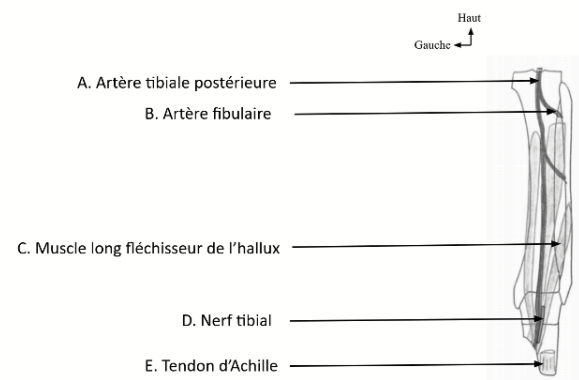 Haut
Gauche
A. Artère tibiale postérieure
B. Artère fibulaire
C. Muscle long fléchisseur de l'hallux
D. Nerf tibial
E. Tendon d'Achille